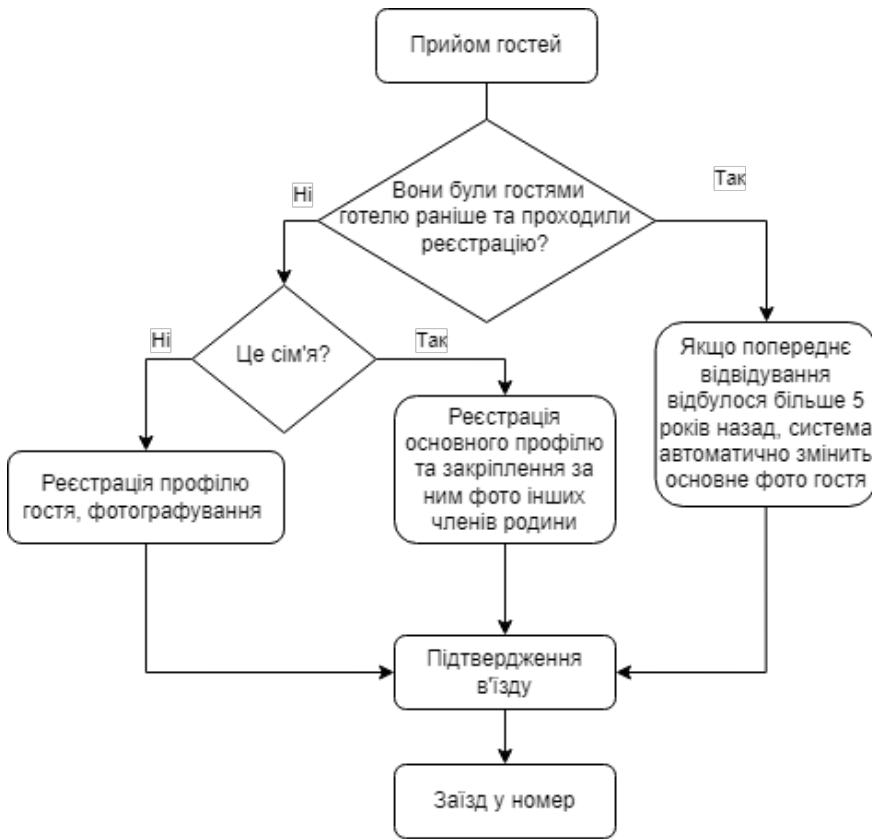 Прийом гостей
Вони були гостями
готелю раніше та проходили
реєстрацію?
Ні
Так
Це сім'я?
Ні
Так
Реєстрація профілю
гостя, фотографування
Реєстрація
основного профілю
та закріплення за
ним фото інших
членів родини
Якщо попереднє
відвідування
відбулося більше 5
років назад, система
автоматично змінить
основне фото гостя
Підтвердження
в'їзду
Заїзд у номер